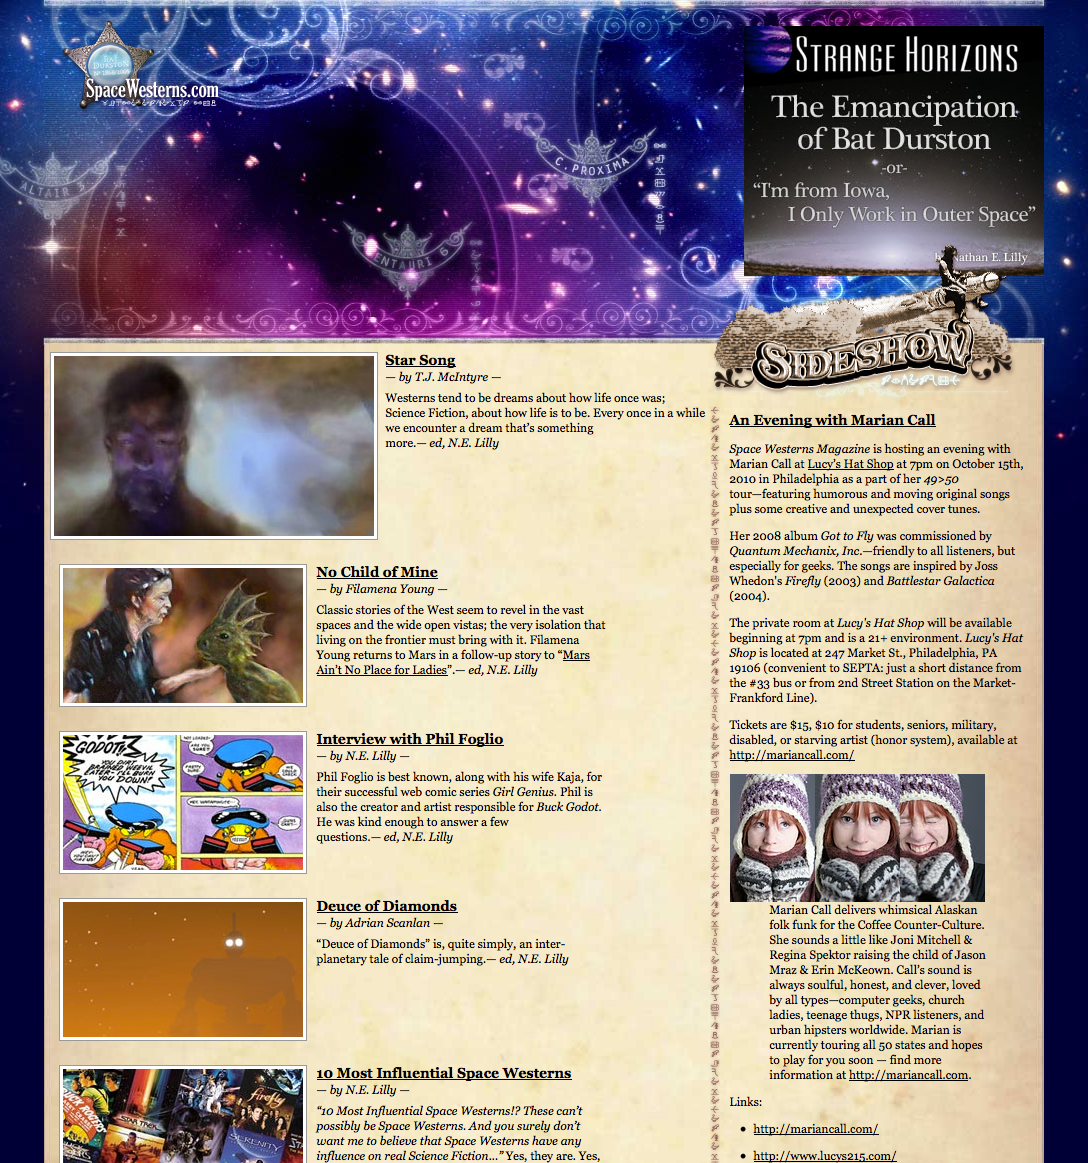 SpaceWesterns.com
ALTAIR 3
C. PROXIMA
ENTAURI 6
STRANGE HORIZONS
The Emancipation
of Bat Durston
-or-
“I'm from Iowa,
I Only Work in Outer Space”
Nathan E. Lilly
SIDESHOW
Star Song
— by T.J. McIntyre —
Westerns tend to be dreams about how life once was;
Science Fiction, about how life is to be. Every once in a while
we encounter a dream that’s something
more.— ed, N.E. Lilly
No Child of Mine
— by Filamena Young —
Classic stories of the West seem to revel in the vast
spaces and the wide open vistas; the very isolation that
living on the frontier must bring with it. Filamena
Young returns to Mars in a follow-up story to “Mars
Ain’t No Place for Ladies”.— ed, N.E. Lilly
GODOT!
YOU DIRT
BRAINED WEEVIL
EATER- I'LL BURN
YOU DOWN!
Interview with Phil Foglio
— by N.E. Lilly —
Phil Foglio is best known, along with his wife Kaja, for
their successful web comic series Girl Genius. Phil is
also the creator and artist responsible for Buck Godot.
He was kind enough to answer a few
questions.— ed, N.E. Lilly
Deuce of Diamonds
— by Adrian Scanlan —
“Deuce of Diamonds” is, quite simply, an inter-
planetary tale of claim-jumping.— ed, N.E. Lilly
STAR TREK
firefly
SERENITY
10 Most Influential Space Westerns
— by N.E. Lilly —
“10 Most Influential Space Westerns!? These can’t
possibly be Space Westerns. And you surely don’t
want me to believe that Space Westerns have any
influence on real Science Fiction...” Yes, they are. Yes,
An Evening with Marian Call
Space Westerns Magazine is hosting an evening with
Marian Call at Lucy’s Hat Shop at 7pm on October 15th,
2010 in Philadelphia as a part of her 49>50
tour—featuring humorous and moving original songs
plus some creative and unexpected cover tunes.
Her 2008 album Got to Fly was commissioned by
Quantum Mechanix, Inc.—friendly to all listeners, but
especially for geeks. The songs are inspired by Joss
Whedon's Firefly (2003) and Battlestar Galactica
(2004).
The private room at Lucy’s Hat Shop will be available
beginning at 7pm and is a 21+ environment. Lucy’s Hat
Shop is located at 247 Market St., Philadelphia, PA
19106 (convenient to SEPTA: just a short distance from
the #33 bus or from 2nd Street Station on the Market-
Frankford Line).
Tickets are $15, $10 for students, seniors, military,
disabled, or starving artist (honor system), available at
http://mariancall.com/
Marian Call delivers whimsical Alaskan
folk funk for the Coffee Counter-Culture.
She sounds a little like Joni Mitchell &
Regina Spektor raising the child of Jason
Mraz & Erin McKeown. Call’s sound is
always soulful, honest, and clever, loved
by all types—computer geeks, church
ladies, teenage thugs, NPR listeners, and
urban hipsters worldwide. Marian is
currently touring all 50 states and hopes
to play for you soon — find more
information at http://mariancall.com.
Links:
http://mariancall.com/
http://www.lucys215.com/